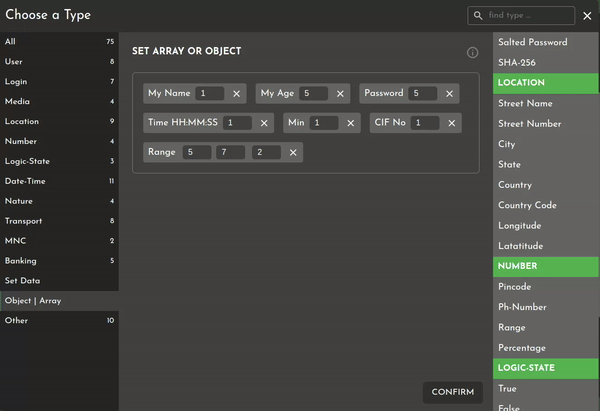 Choose a Type
find type ..
All 75
User 8
Login 7
Media 4
Location 9
Number 4
Logic-State 3
Date-Time 11
Nature 4
Transport 8
MNC 2
Banking 5
Set Data
Object | Array
Other 10
SET ARRAY OR OBJECT
My Name 1
My Age 5
Password 5
Time HH:MM:SS 1
Min 1
CIF No 1
Range 5 7 2
CONFIRM
Salted Password
SHA-256
LOCATION
Street Name
Street Number
City
State
Country
Country Code
Longitude
Latatitude
NUMBER
Pincode
Ph-Number
Range
Percentage
LOGIC-STATE
True
False